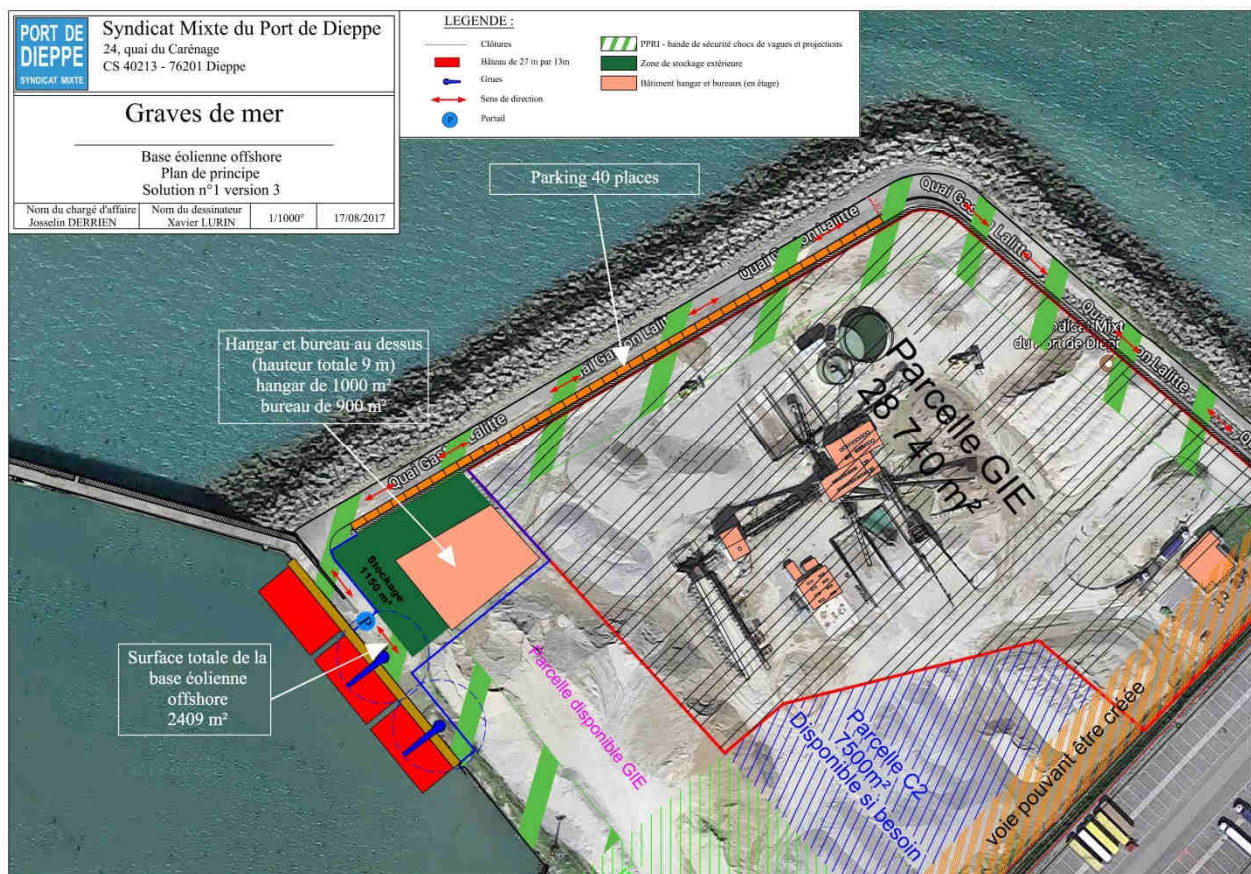 PORT DE
DIEPPE
SYNDICAT MIXTE
Syndicat Mixte du Port de Dieppe
24, quai du Carénage
CS 40213 - 76201 Dieppe
Graves de mer
Base éolienne offshore
Plan de principe
Solution n°1 version 3
Nom du chargé d'affaire
Josselin DERRIEN
Nom du dessinateur
Xavier LURIN
1/1000°
17/08/2017
LEGENDE :
Clôtures
Bâteau de 27 m par 13m
Grues
Sens de direction
P
Portail
PPRI - bande de sécurité chocs de vagues et projections
Zone de stockage extérieure
Bâtiment hangar et bureaux (en étage)
Parking 40 places
Hangar et bureau au dessus
(hauteur totale 9 m)
hangar de 1000 m²
bureau de 900 m²
Quai Gaston Lalitte
Quai Lalitte
Quai Lalitte
Parcelle GIE
28 740 m²
Stockage
1150 m²
P
Surface totale de la
base éolienne
offshore
2409 m²
Parcelle disponible GIE
Parcelle C2
7500m²
Disponible si besoin
voie pouvant être créée